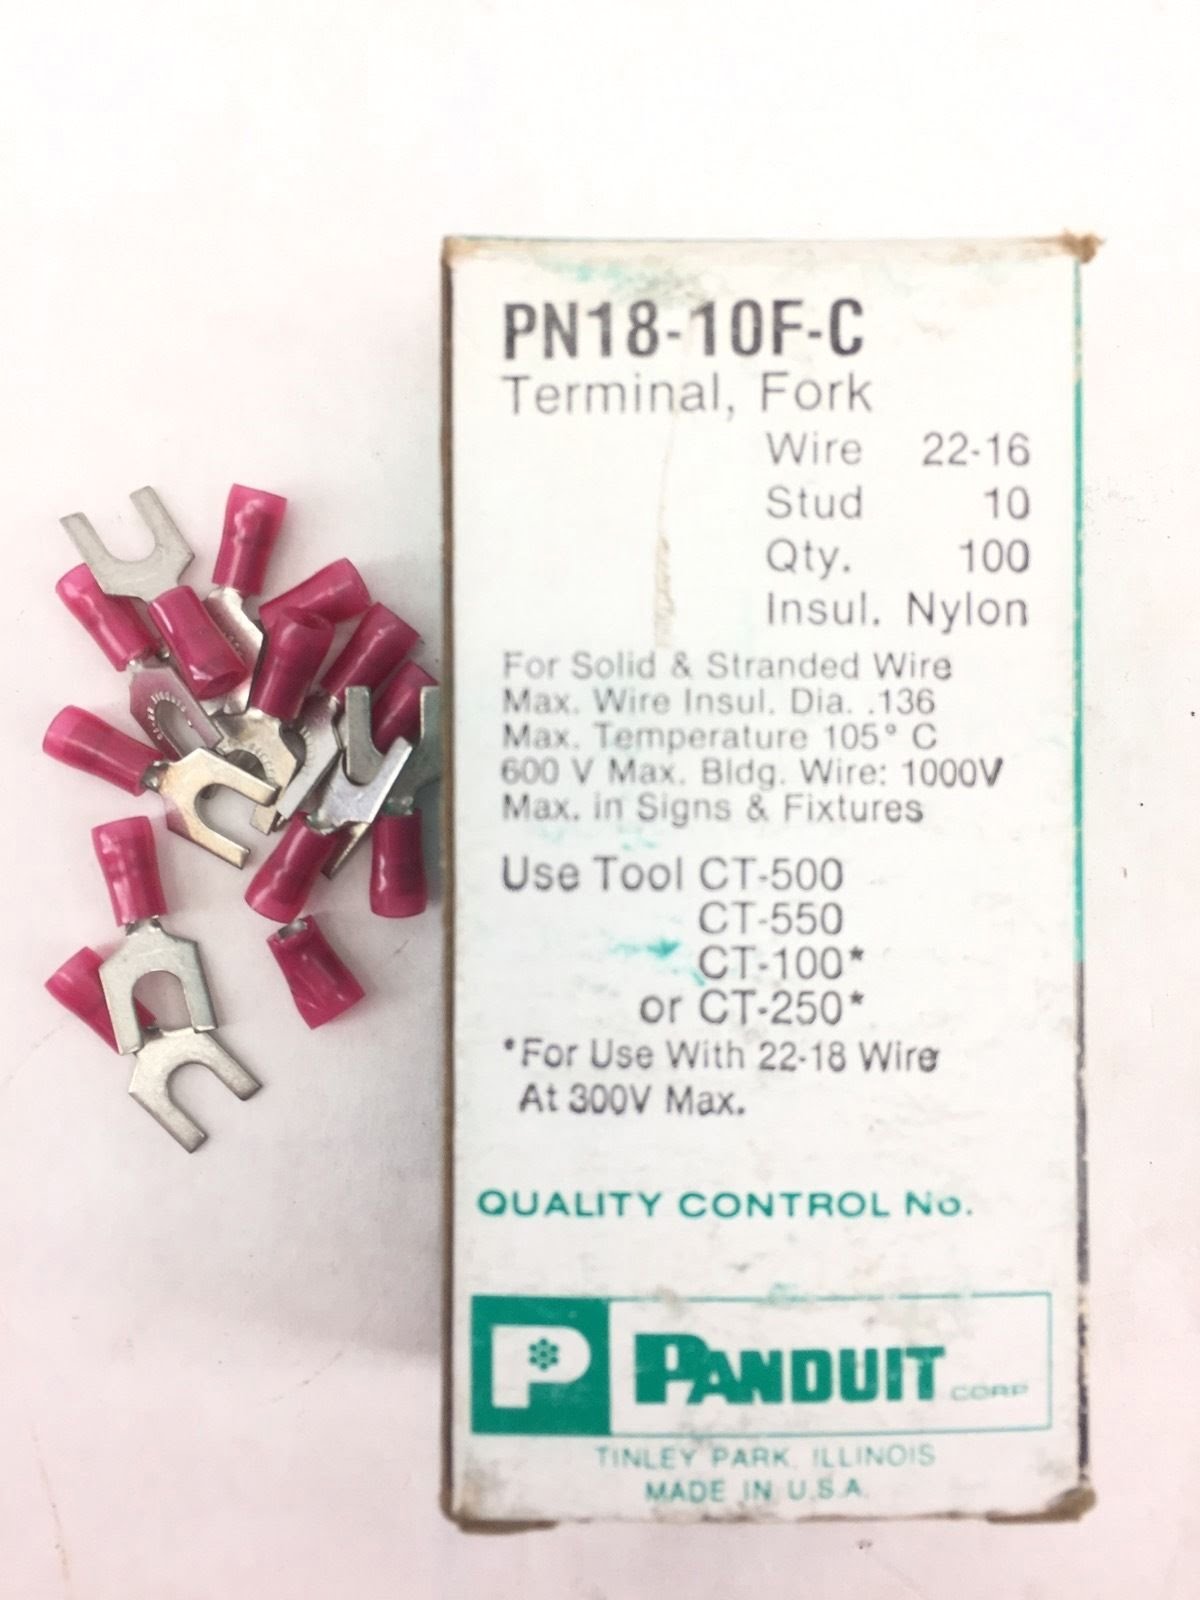 PN18-10F-C
Terminal, Fork
Wire 22-16
Stud 10
Qty. 100
Insul. Nylon
For Solid & Stranded Wire
Max. Wire Insul. Dia. .136
Max. Temperature 105° C
600 V Max. Bldg. Wire: 1000V
Max. in Signs & Fixtures
Use Tool CT-500
CT-550
CT-100*
or CT-250*
*For Use With 22-18 Wire
At 300V Max.
QUALITY CONTROL No.
P PANDUIT CORP
TINLEY PARK, ILLINOIS
MADE IN U.S.A.